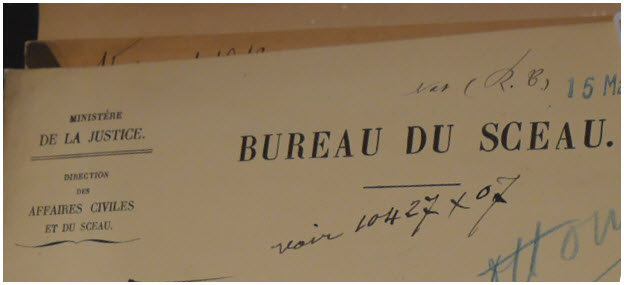 (R. B) 15
MINISTÈRE
DE LA JUSTICE.
BUREAU DU SCEAU.
DIRECTION
DES
AFFAIRES CIVILES
ET DU SCEAU.
voir 10427 X 07